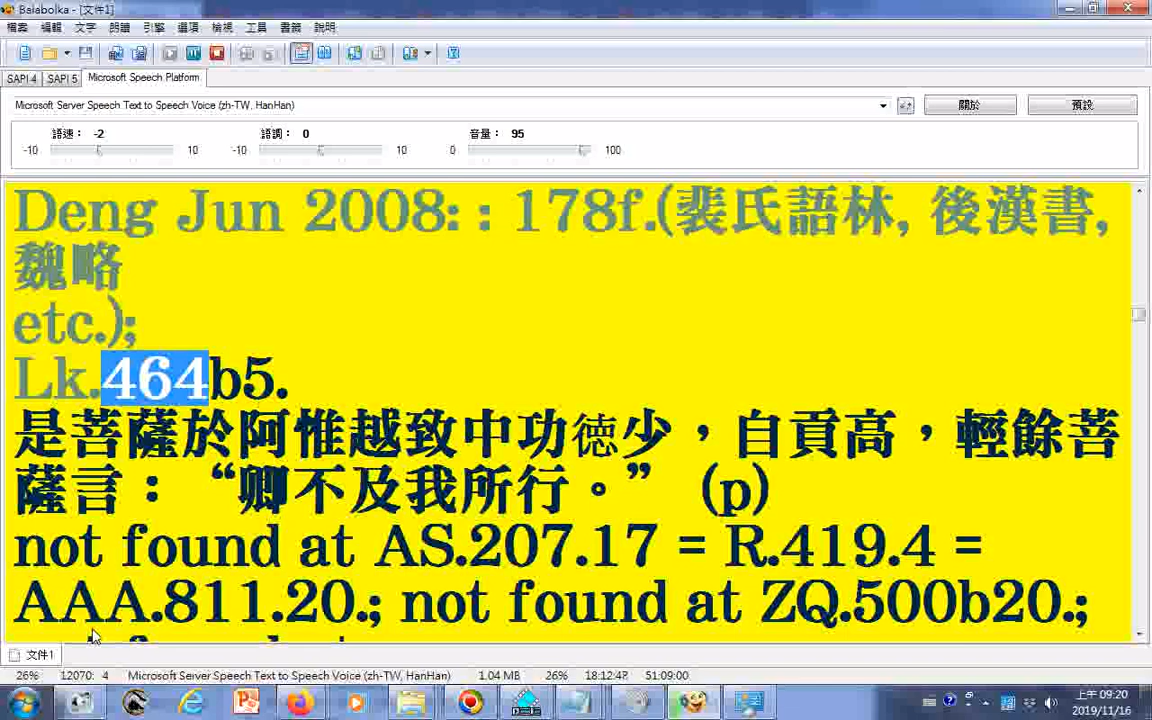 Balabolka - [文件1]
檔案 編輯 文字 朗讀 引擎 選項 檢視 工具 書籤 說明
SAPI 4 SAPI 5 Microsoft Speech Platform
Microsoft Server Speech Text to Speech Voice (zh-TW, HanHan) 關於 預設
語速： -2 語調： 0 音量： 95
-10 10 -10 10 0 100
Deng Jun 2008: : 178f.(裴氏語林, 後漢書,
魏略
etc.);
Lk.464b5.
是菩薩於阿惟越致中功德少，自貢高，輕餘菩
薩言：“卿不及我所行。” (p)
not found at AS.207.17 = R.419.4 =
AAA.811.20.; not found at ZQ.500b20.;
文件1
26% 12070: 4 Microsoft Server Speech Text to Speech Voice (zh-TW, HanHan) 1.04 MB 26% 18:12:47 51:09:00
上午 09:20
2019/11/16